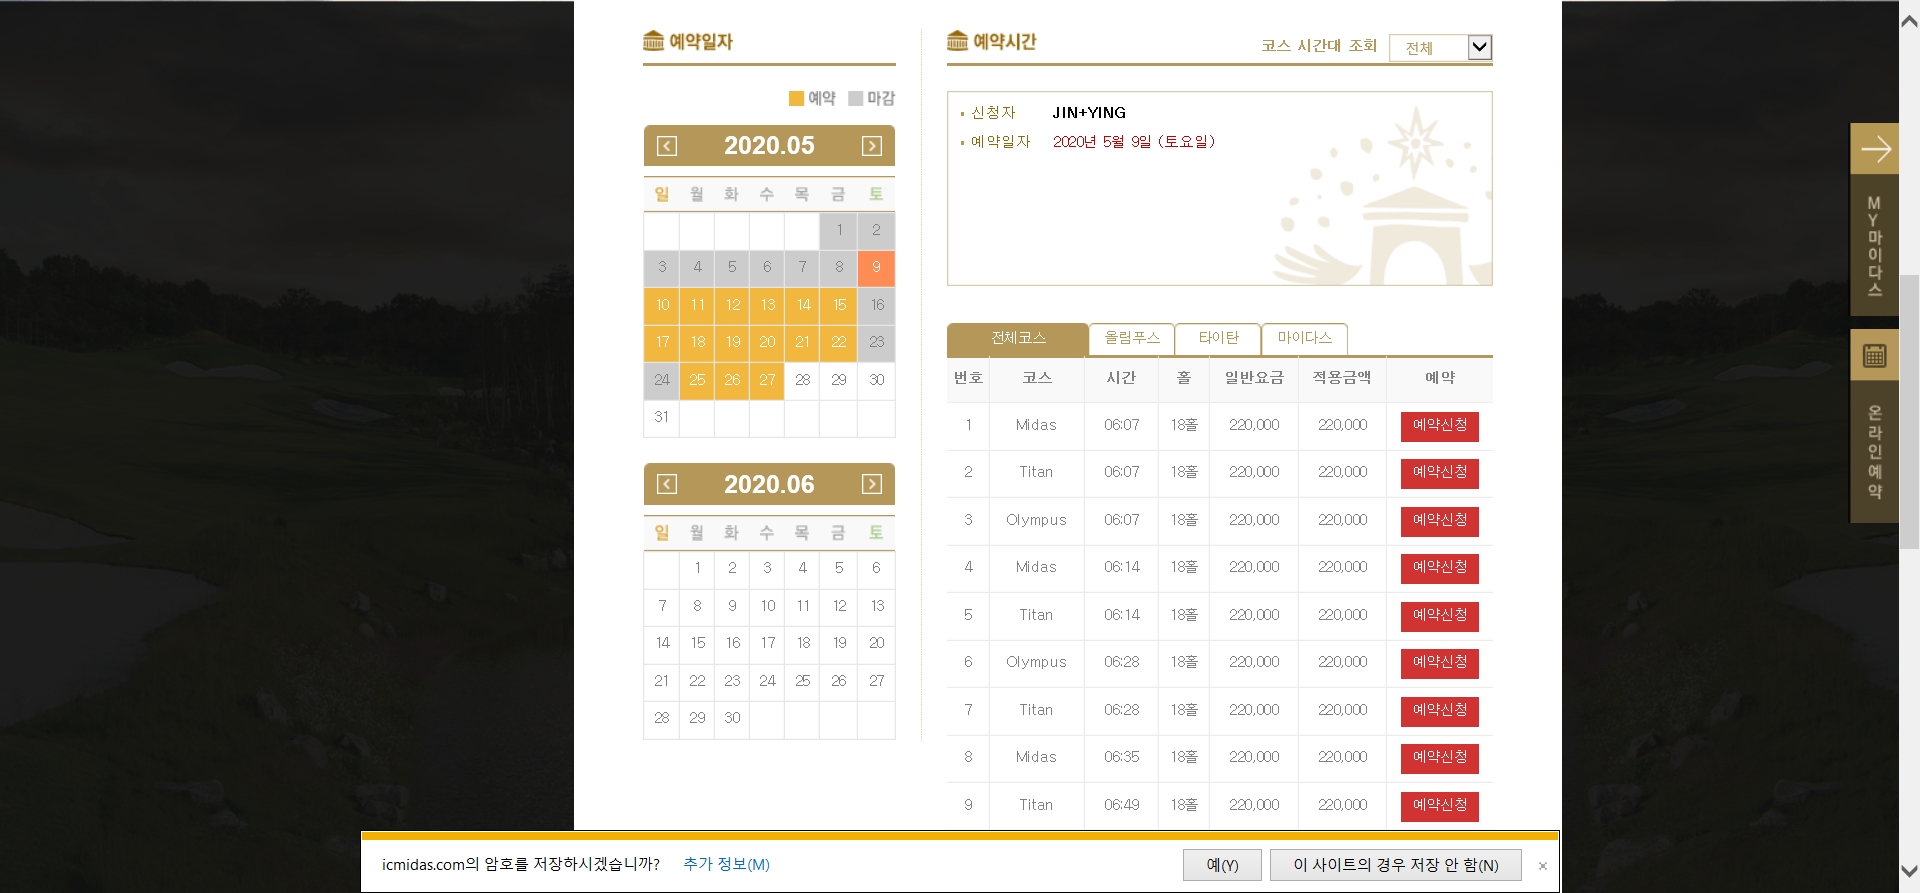 예약일자
예약 마감
2020.05
일 월 화 수 목 금 토
1 2
3 4 5 6 7 8 9
10 11 12 13 14 15 16
17 18 19 20 21 22 23
24 25 26 27 28 29 30
31
2020.06
일 월 화 수 목 금 토
1 2 3 4 5 6
7 8 9 10 11 12 13
14 15 16 17 18 19 20
21 22 23 24 25 26 27
28 29 30
예약시간
코스 시간대 조회 전체
신청자 JIN+YING
예약일자 2020년 5월 9일 (토요일)
전체코스 올림푸스 타이탄 마이다스
번호 코스 시간 홀 일반요금 적용금액 예약
1 Midas 06:07 18홀 220,000 220,000 예약신청
2 Titan 06:07 18홀 220,000 220,000 예약신청
3 Olympus 06:07 18홀 220,000 220,000 예약신청
4 Midas 06:14 18홀 220,000 220,000 예약신청
5 Titan 06:14 18홀 220,000 220,000 예약신청
6 Olympus 06:28 18홀 220,000 220,000 예약신청
7 Titan 06:28 18홀 220,000 220,000 예약신청
8 Midas 06:35 18홀 220,000 220,000 예약신청
9 Titan 06:49 18홀 220,000 220,000 예약신청
MY마이다스
온라인예약
icmidas.com의 암호를 저장하시겠습니까? 추가 정보(M) 예(Y) 이 사이트의 경우 저장 안 함(N) ×